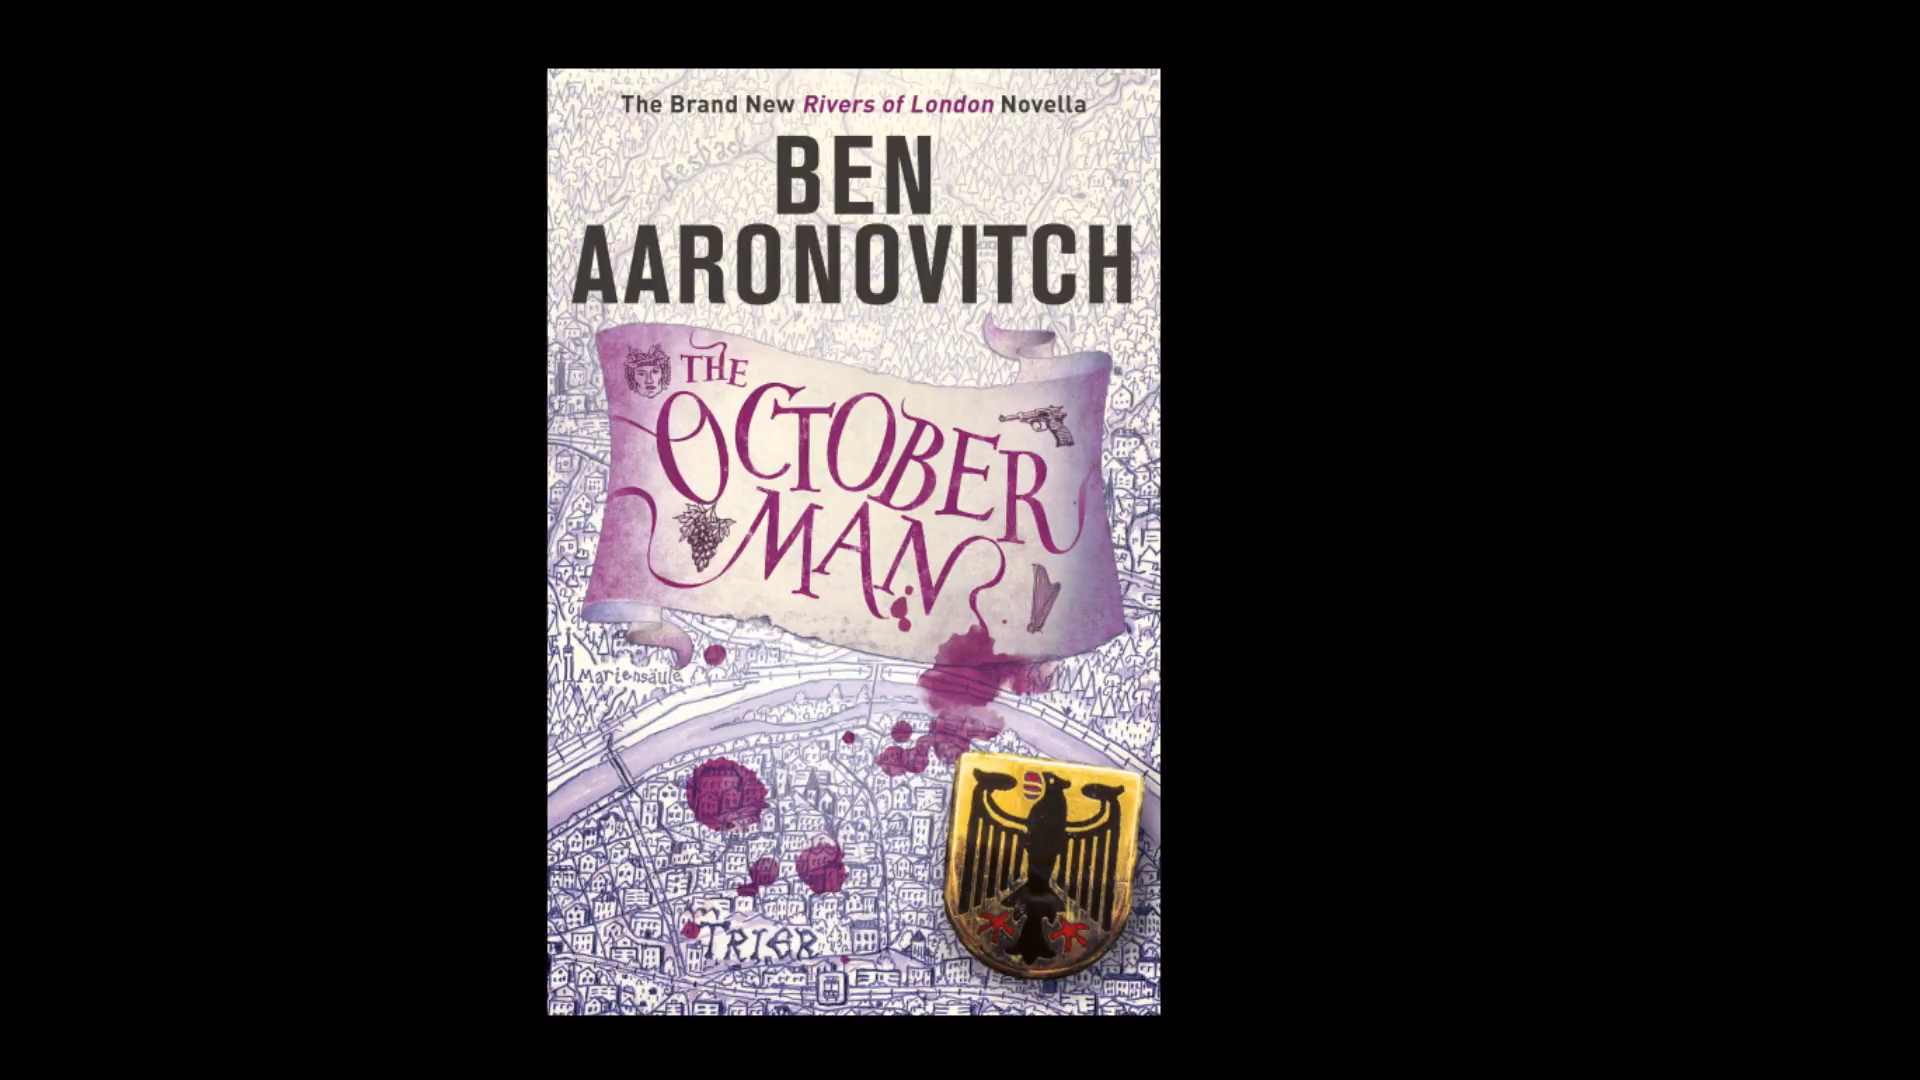 The Brand New Rivers of London Novella
BEN
AARONOVITCH
THE
OCTOBER
MAN
Mariensäule
TRIER